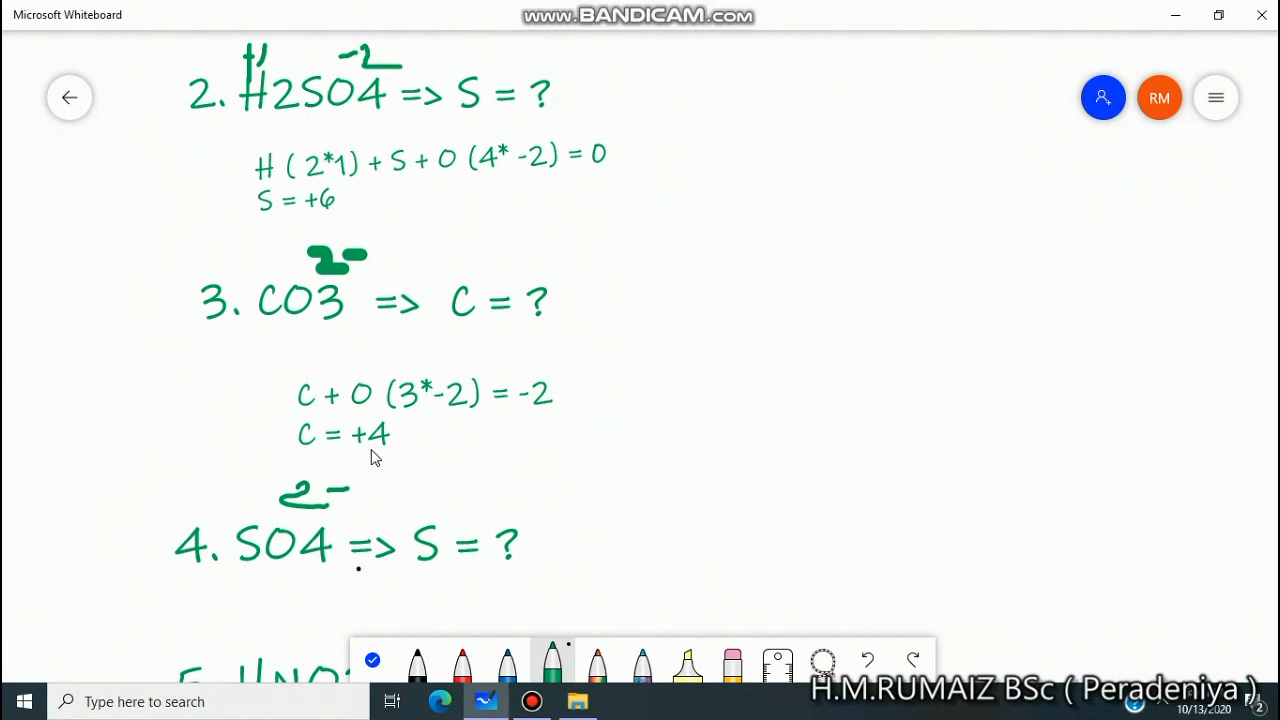 Microsoft Whiteboard
www.BANDICAM.com
+1 -2
2. H2SO4 => S = ?
RM
H ( 2*1) + S + O (4* -2) = 0
S = +6
2-
3. CO3 => C = ?
C + O (3*-2) = -2
C = +4
2-
4. SO4 => S = ?
Type here to search
H.M.RUMAIZ BSc ( Peradeniya )
10/13/2020
2